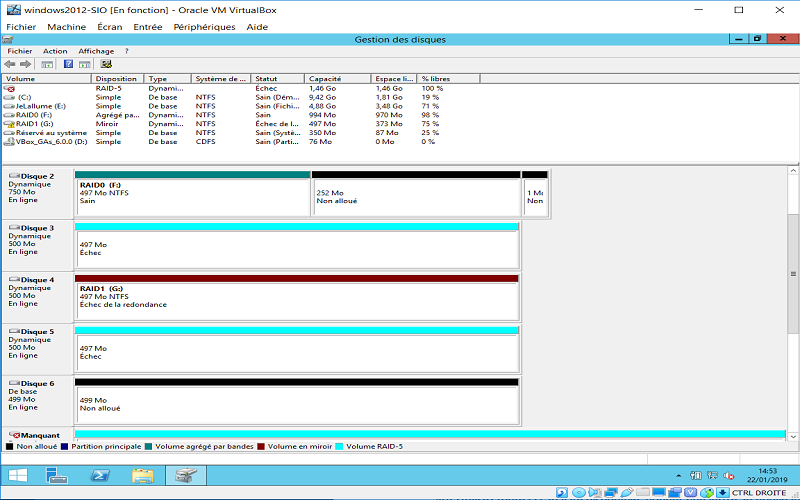 windows2012-SIO [En fonction] - Oracle VM VirtualBox
Fichier Machine Écran Entrée Périphériques Aide
Gestion des disques
Fichier Action Affichage ?
Volume Disposition Type Système de ... Statut Capacité Espace li... % libres
RAID-5 Dynami... Échec 1,46 Go 1,46 Go 100 %
(C:) Simple De base NTFS Sain (Dém... 9,42 Go 1,81 Go 19 %
JeLallume (E:) Simple De base NTFS Sain (Fichi... 4,88 Go 3,48 Go 71 %
RAID0 (F:) Agrégé pa... Dynami... NTFS Sain 994 Mo 970 Mo 98 %
RAID1 (G:) Miroir Dynami... NTFS Échec de l... 497 Mo 373 Mo 75 %
Réservé au système Simple De base NTFS Sain (Systè... 350 Mo 87 Mo 25 %
VBox_GAs_6.0.0 (D:) Simple De base CDFS Sain (Parti... 76 Mo 0 Mo 0 %
Disque 2
Dynamique
750 Mo
En ligne
RAID0 (F:)
497 Mo NTFS
Sain
252 Mo
Non alloué
1 Mo
Non
Disque 3
Dynamique
500 Mo
En ligne
497 Mo
Échec
Disque 4
Dynamique
500 Mo
En ligne
RAID1 (G:)
497 Mo NTFS
Échec de la redondance
Disque 5
Dynamique
500 Mo
En ligne
497 Mo
Échec
Disque 6
De base
499 Mo
En ligne
499 Mo
Non alloué
Manquant
Non alloué Partition principale Volume agrégé par bandes Volume en miroir Volume RAID-5
14:53
22/01/2019
CTRL DROITE